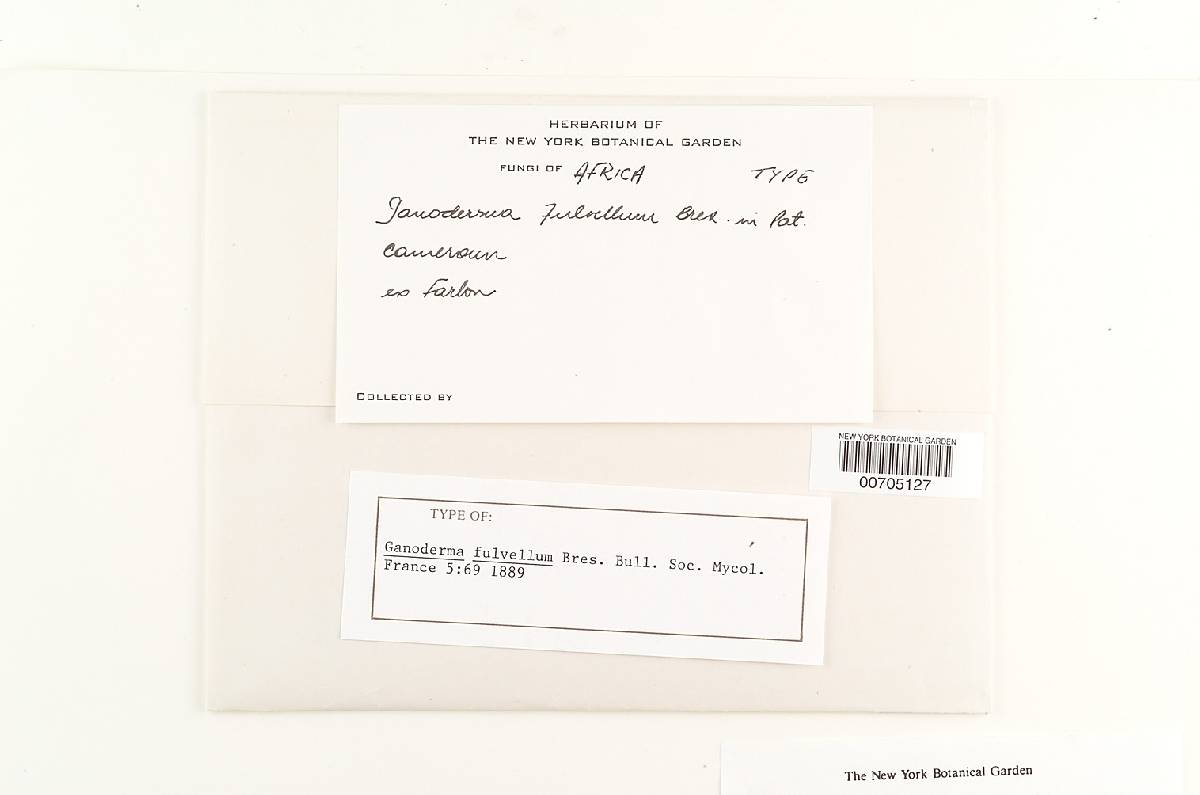 HERBARIUM OF
THE NEW YORK BOTANICAL GARDEN
FUNGI OF AFRICA TYPE
Ganoderma fulvellum Bres. in Pat.
Cameroun
ex Farlow
COLLECTED BY
NEW YORK BOTANICAL GARDEN
00705127
TYPE OF:
Ganoderma fulvellum Bres. Bull. Soc. Mycol.
France 5:69 1889
The New York Botanical Garden